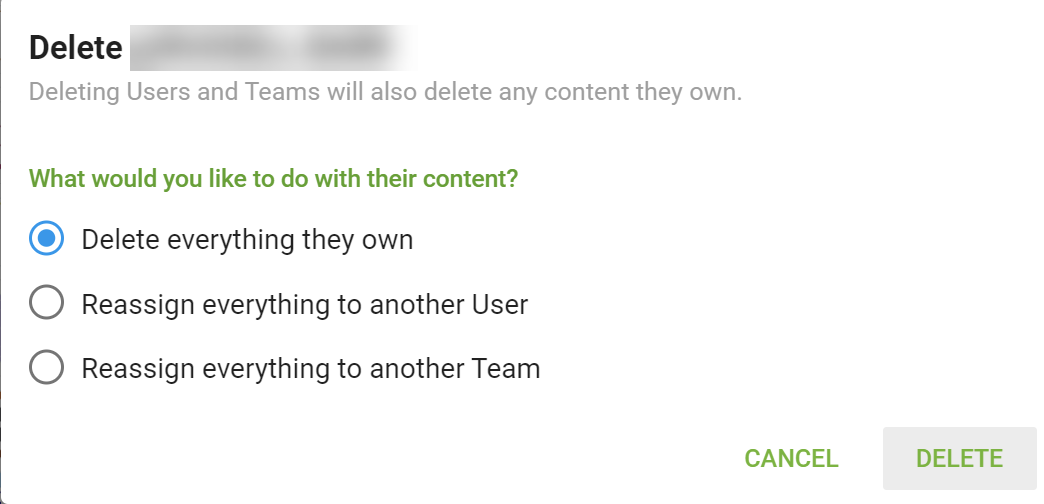 Delete
Deleting Users and Teams will also delete any content they own.
What would you like to do with their content?
Delete everything they own
Reassign everything to another User
Reassign everything to another Team
CANCEL DELETE